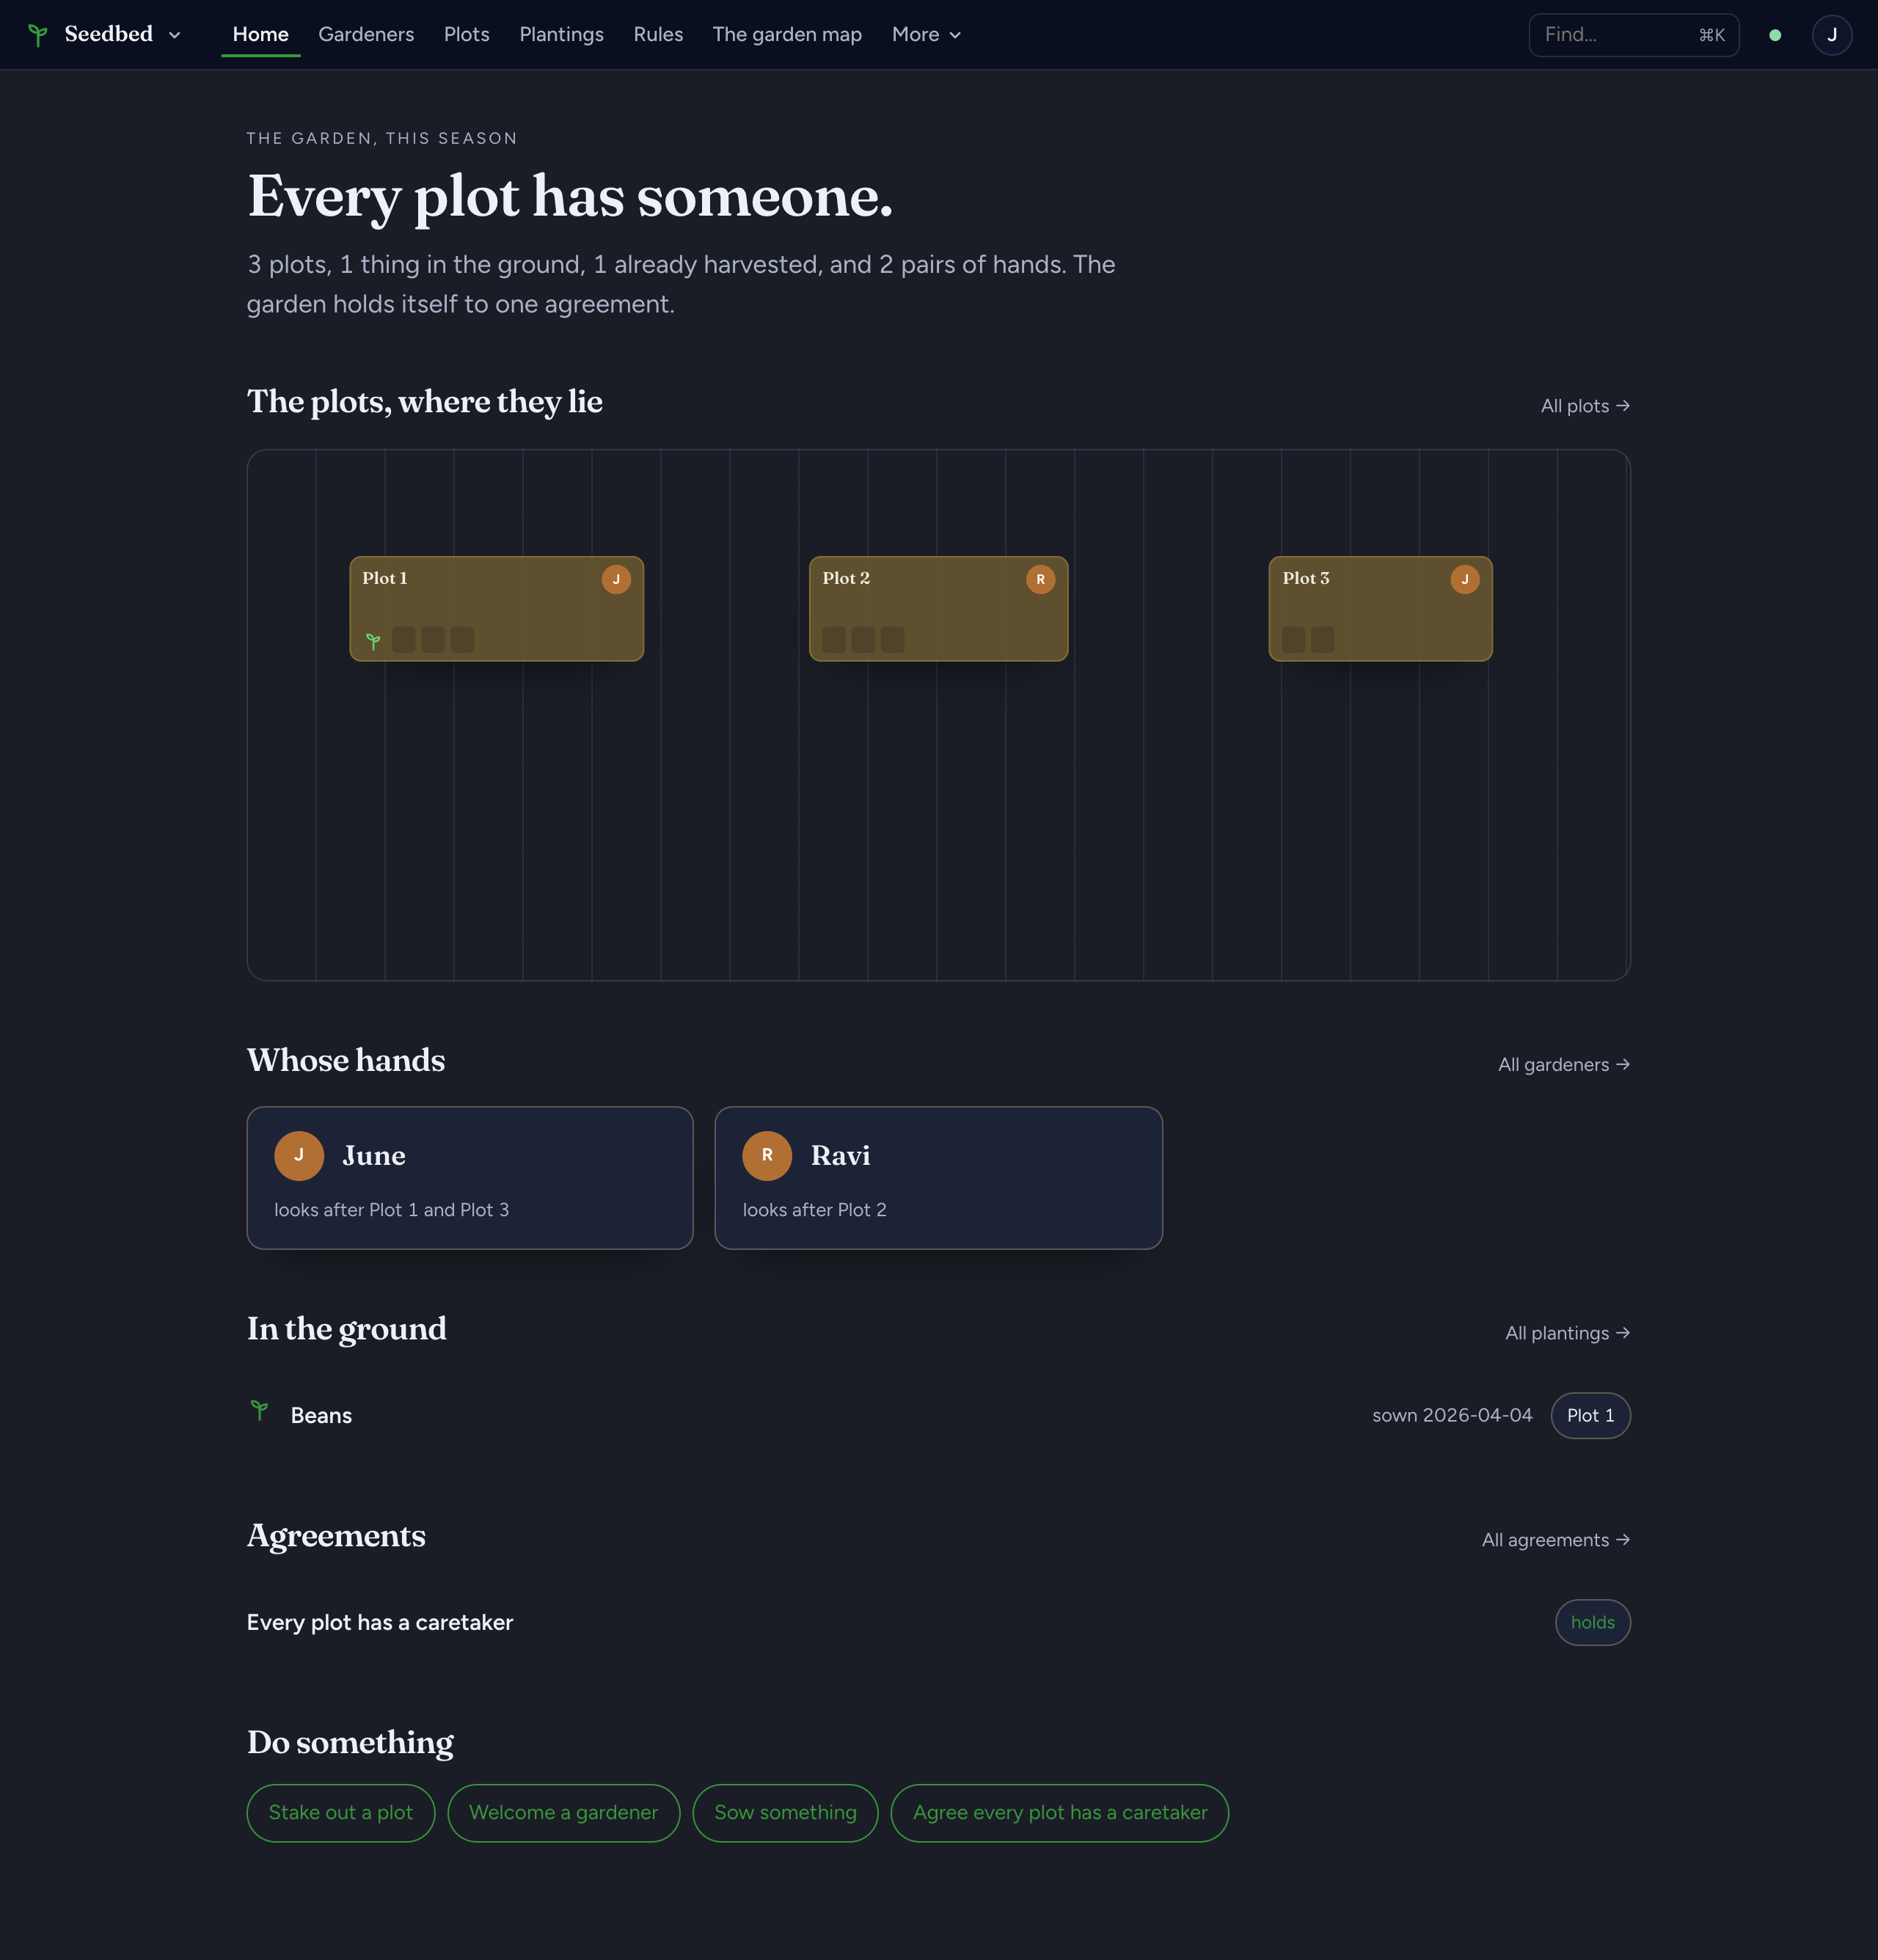 Seedbed
Home
Gardeners
Plots
Plantings
Rules
The garden map
More
Find...
⌘K
J
THE GARDEN, THIS SEASON
Every plot has someone.
3 plots, 1 thing in the ground, 1 already harvested, and 2 pairs of hands. The
garden holds itself to one agreement.
The plots, where they lie
All plots →
Plot 1
J
Plot 2
R
Plot 3
J
Whose hands
All gardeners →
J
June
looks after Plot 1 and Plot 3
R
Ravi
looks after Plot 2
In the ground
All plantings →
Beans
sown 2026-04-04
Plot 1
Agreements
All agreements →
Every plot has a caretaker
holds
Do something
Stake out a plot
Welcome a gardener
Sow something
Agree every plot has a caretaker